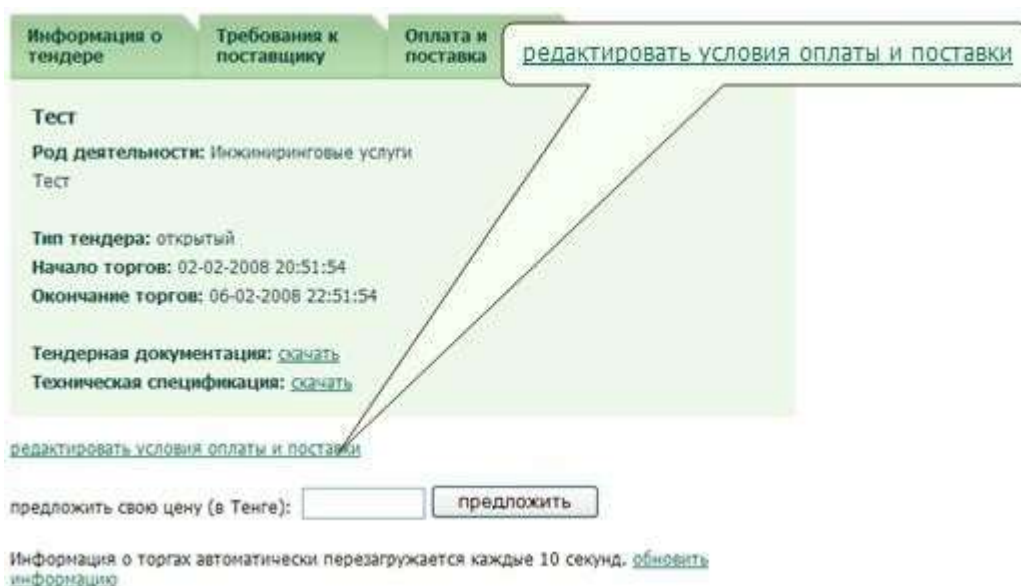 Информация о тендере
Требования к поставщику
Оплата и поставка
редактировать условия оплаты и поставки
Тест
Род деятельности: Инжиниринговые услуги
Тест
Тип тендера: открытый
Начало торгов: 02-02-2008 20:51:54
Окончание торгов: 06-02-2008 22:51:54
Тендерная документация: скачать
Техническая спецификация: скачать
редактировать условия оплаты и поставки
предложить свою цену (в Тенге): предложить
Информация о торгах автоматически перезагружается каждые 10 секунд. обновить
информацию